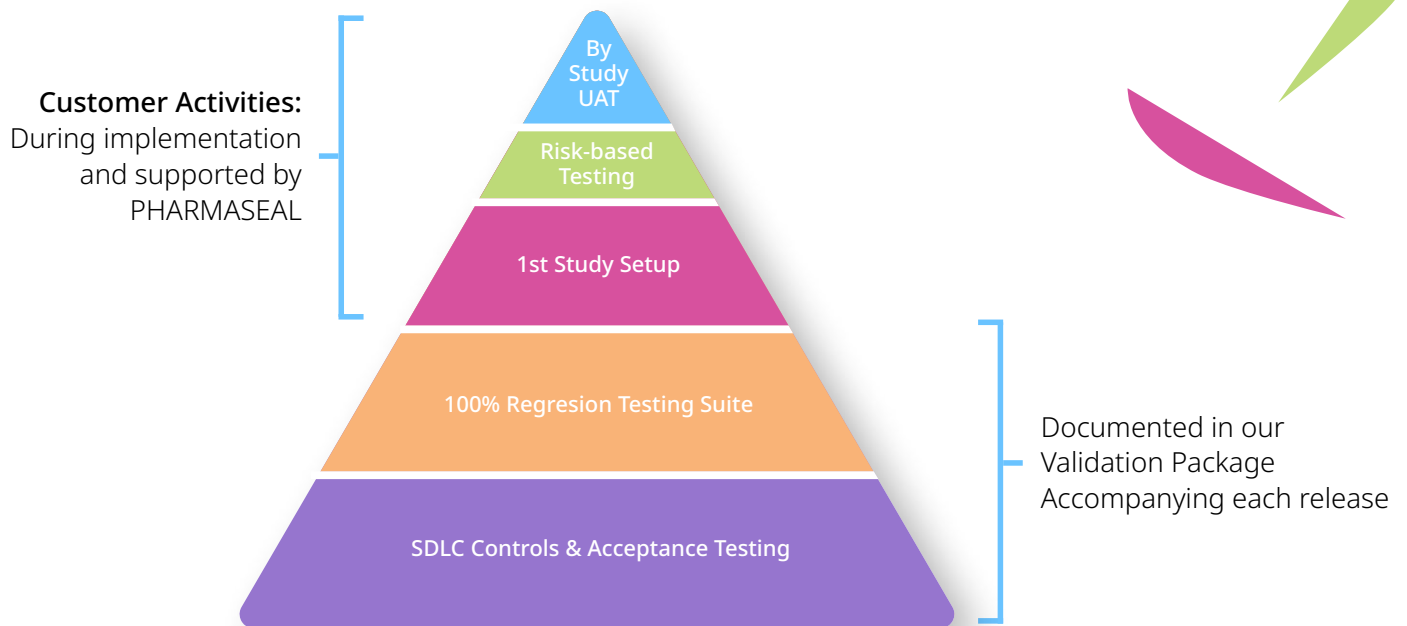 By
Study
UAT
Customer Activities:
During implementation
and supported by
PHARMASEAL
Risk-based
Testing
1st Study Setup
100% Regresion Testing Suite
Documented in our
Validation Package
Accompanying each release
SDLC Controls & Acceptance Testing